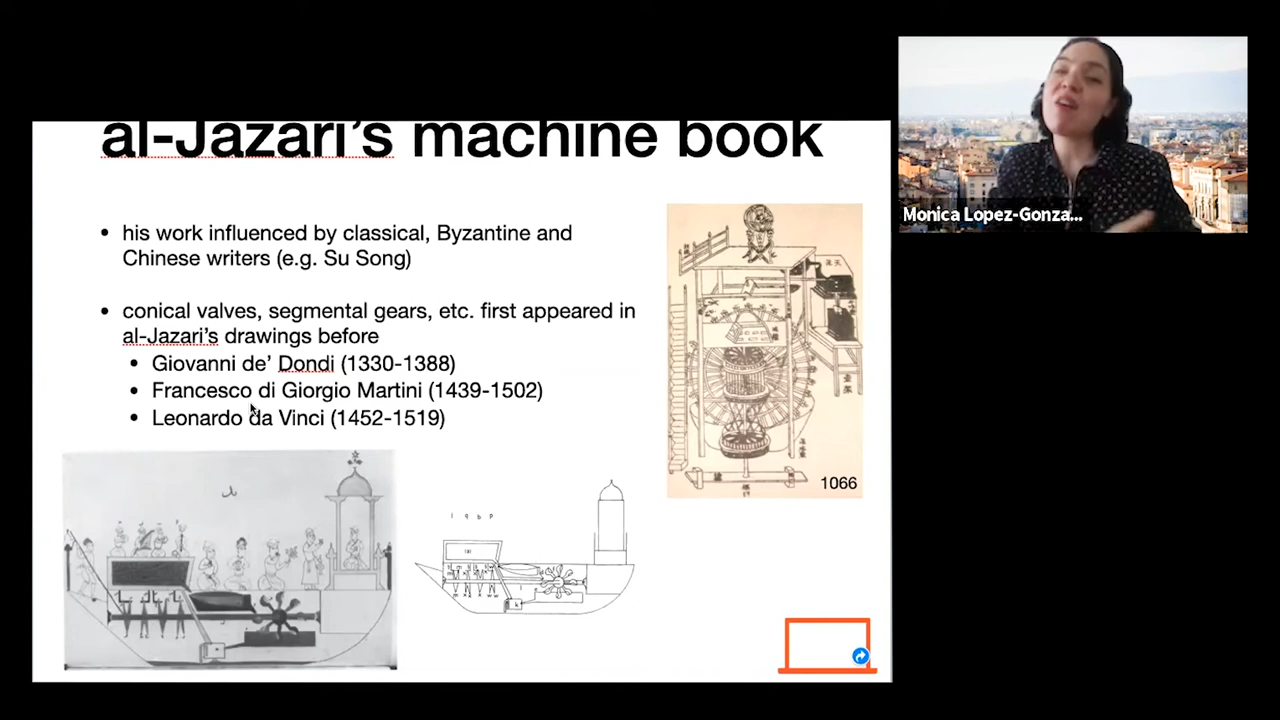 al-Jazari's machine book
• his work influenced by classical, Byzantine and
Chinese writers (e.g. Su Song)
• conical valves, segmental gears, etc. first appeared in
al-Jazari's drawings before
• Giovanni de' Dondi (1330-1388)
• Francesco di Giorgio Martini (1439-1502)
• Leonardo da Vinci (1452-1519)
1066
Monica Lopez-Gonza...